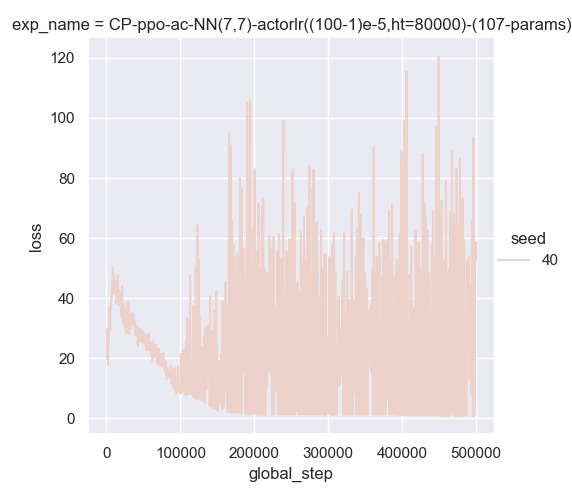 exp_name = CP-ppo-ac-NN(7,7)-actorlr((100-1)e-5,ht=80000)-(107-params)
120
100
80
60
40
20
0
loss
0 100000 200000 300000 400000 500000
global_step
seed
40